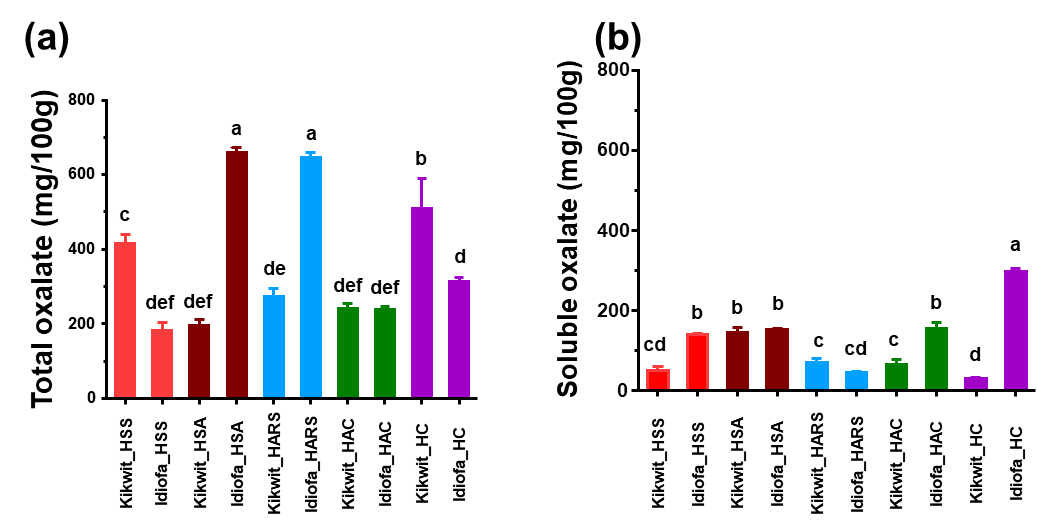 (a)
Total oxalate (mg/100g)
800
600
400
200
0
c
def
def
a
de
a
def
def
b
d
Kikwit_HSS
Idiofa_HSS
Kikwit_HSA
Idiofa_HSA
Kikwit_HARS
Idiofa_HARS
Kikwit_HAC
Idiofa_HAC
Kikwit_HC
Idiofa_HC
(b)
Soluble oxalate (mg/100g)
800
600
400
200
0
cd
b
b
b
c
cd
c
b
d
a
Kikwit_HSS
Idiofa_HSS
Kikwit_HSA
Idiofa_HSA
Kikwit_HARS
Idiofa_HARS
Kikwit_HAC
Idiofa_HAC
Kikwit_HC
Idiofa_HC